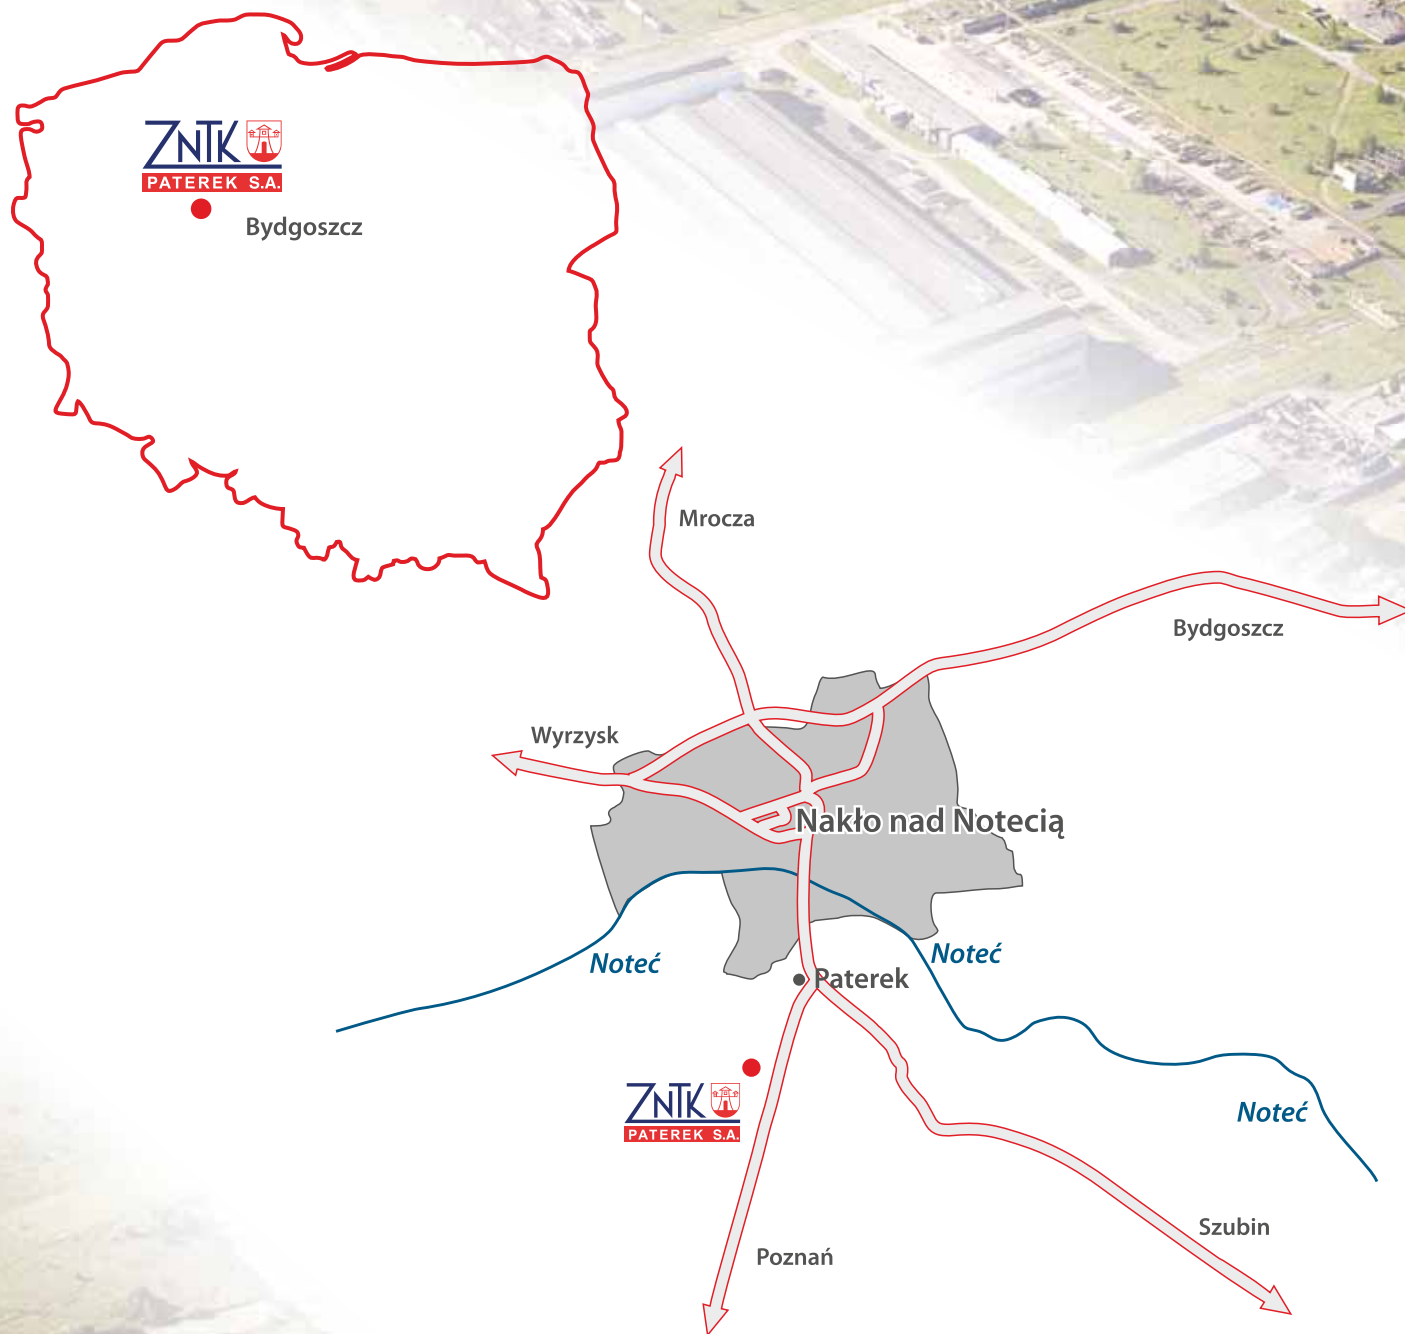 ZNTK
PATEREK S.A.
Bydgoszcz
Mrocza
Bydgoszcz
Wyrzysk
Nakło nad Notecią
Noteć
Noteć
Paterek
ZNTK
PATEREK S.A.
Noteć
Szubin
Poznań